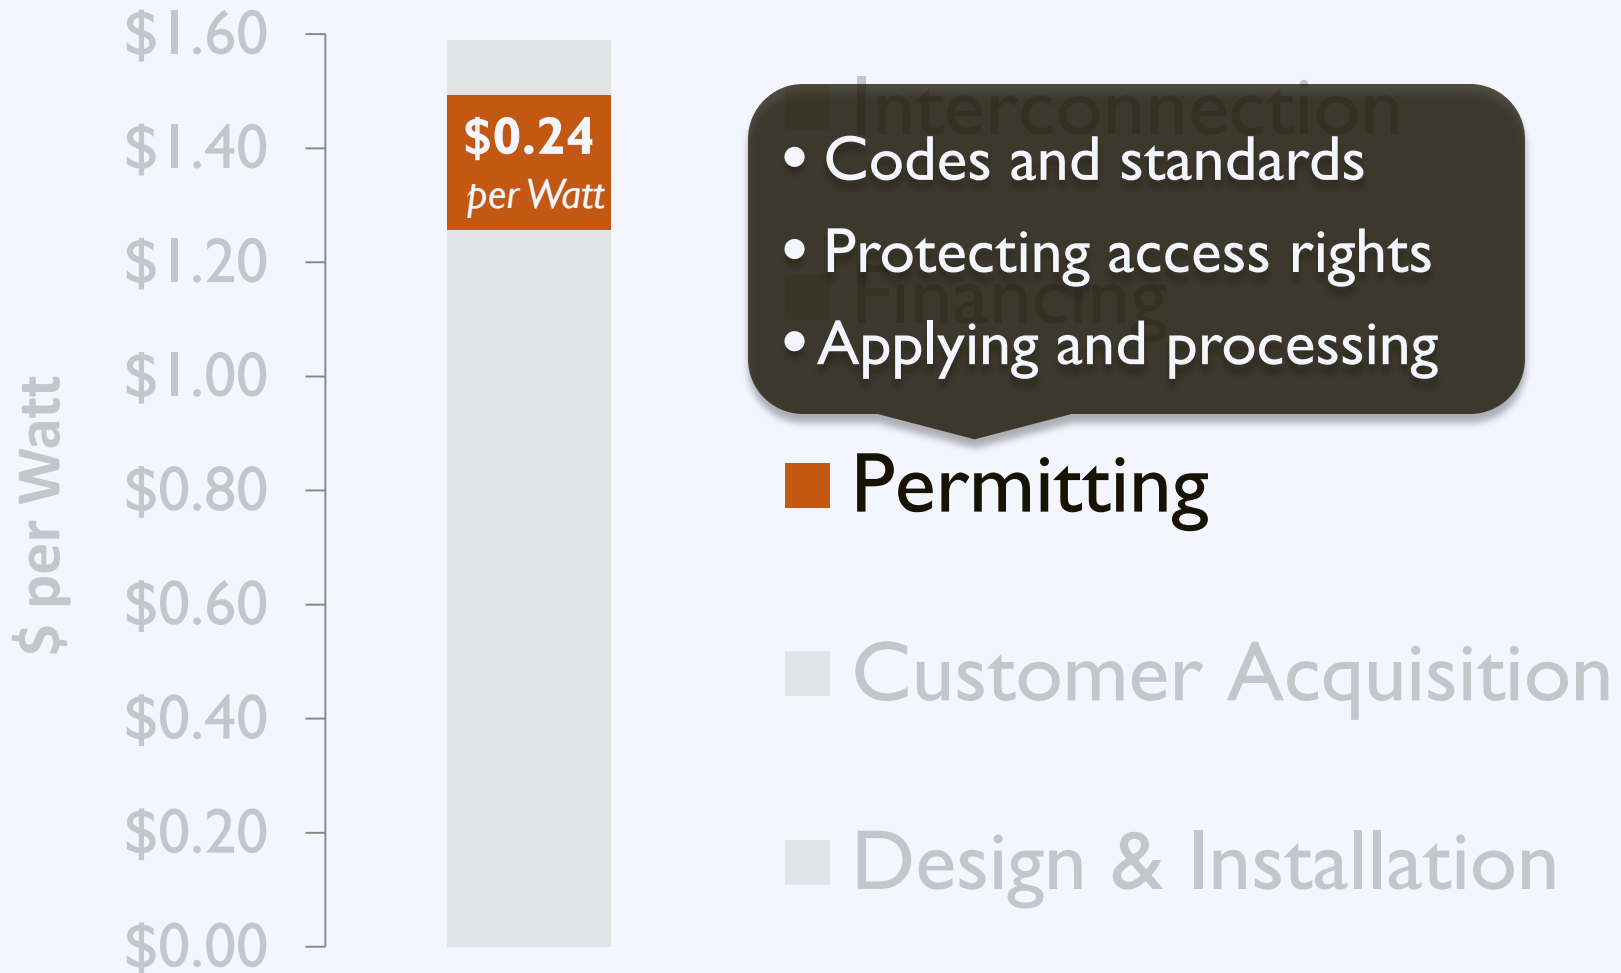 $1.60
$1.40
$1.20
$1.00
$0.80
$0.60
$0.40
$0.20
$0.00
$ per Watt
$0.24
per Watt
Interconnection
• Codes and standards
• Protecting access rights
Financing
• Applying and processing
Permitting
Customer Acquisition
Design & Installation